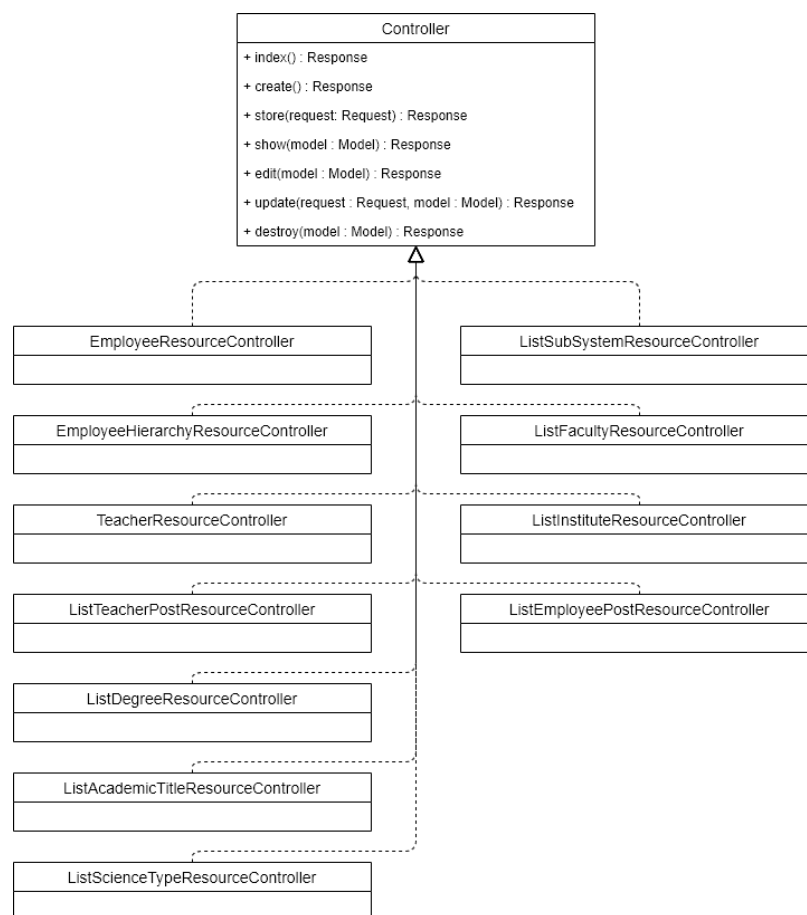 Controller
+ index() : Response
+ create() : Response
+ store(request: Request) : Response
+ show(model : Model) : Response
+ edit(model : Model) : Response
+ update(request : Request, model : Model) : Response
+ destroy(model : Model) : Response
EmployeeResourceController
ListSubSystemResourceController
EmployeeHierarchyResourceController
ListFacultyResourceController
TeacherResourceController
ListInstituteResourceController
ListTeacherPostResourceController
ListEmployeePostResourceController
ListDegreeResourceController
ListAcademicTitleResourceController
ListScienceTypeResourceController